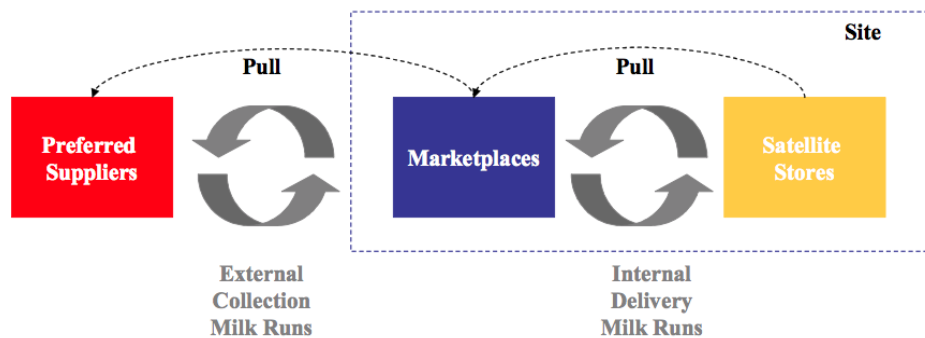 Site
Pull
Pull
Preferred
Suppliers
Marketplaces
Satellite
Stores
External
Collection
Milk Runs
Internal
Delivery
Milk Runs